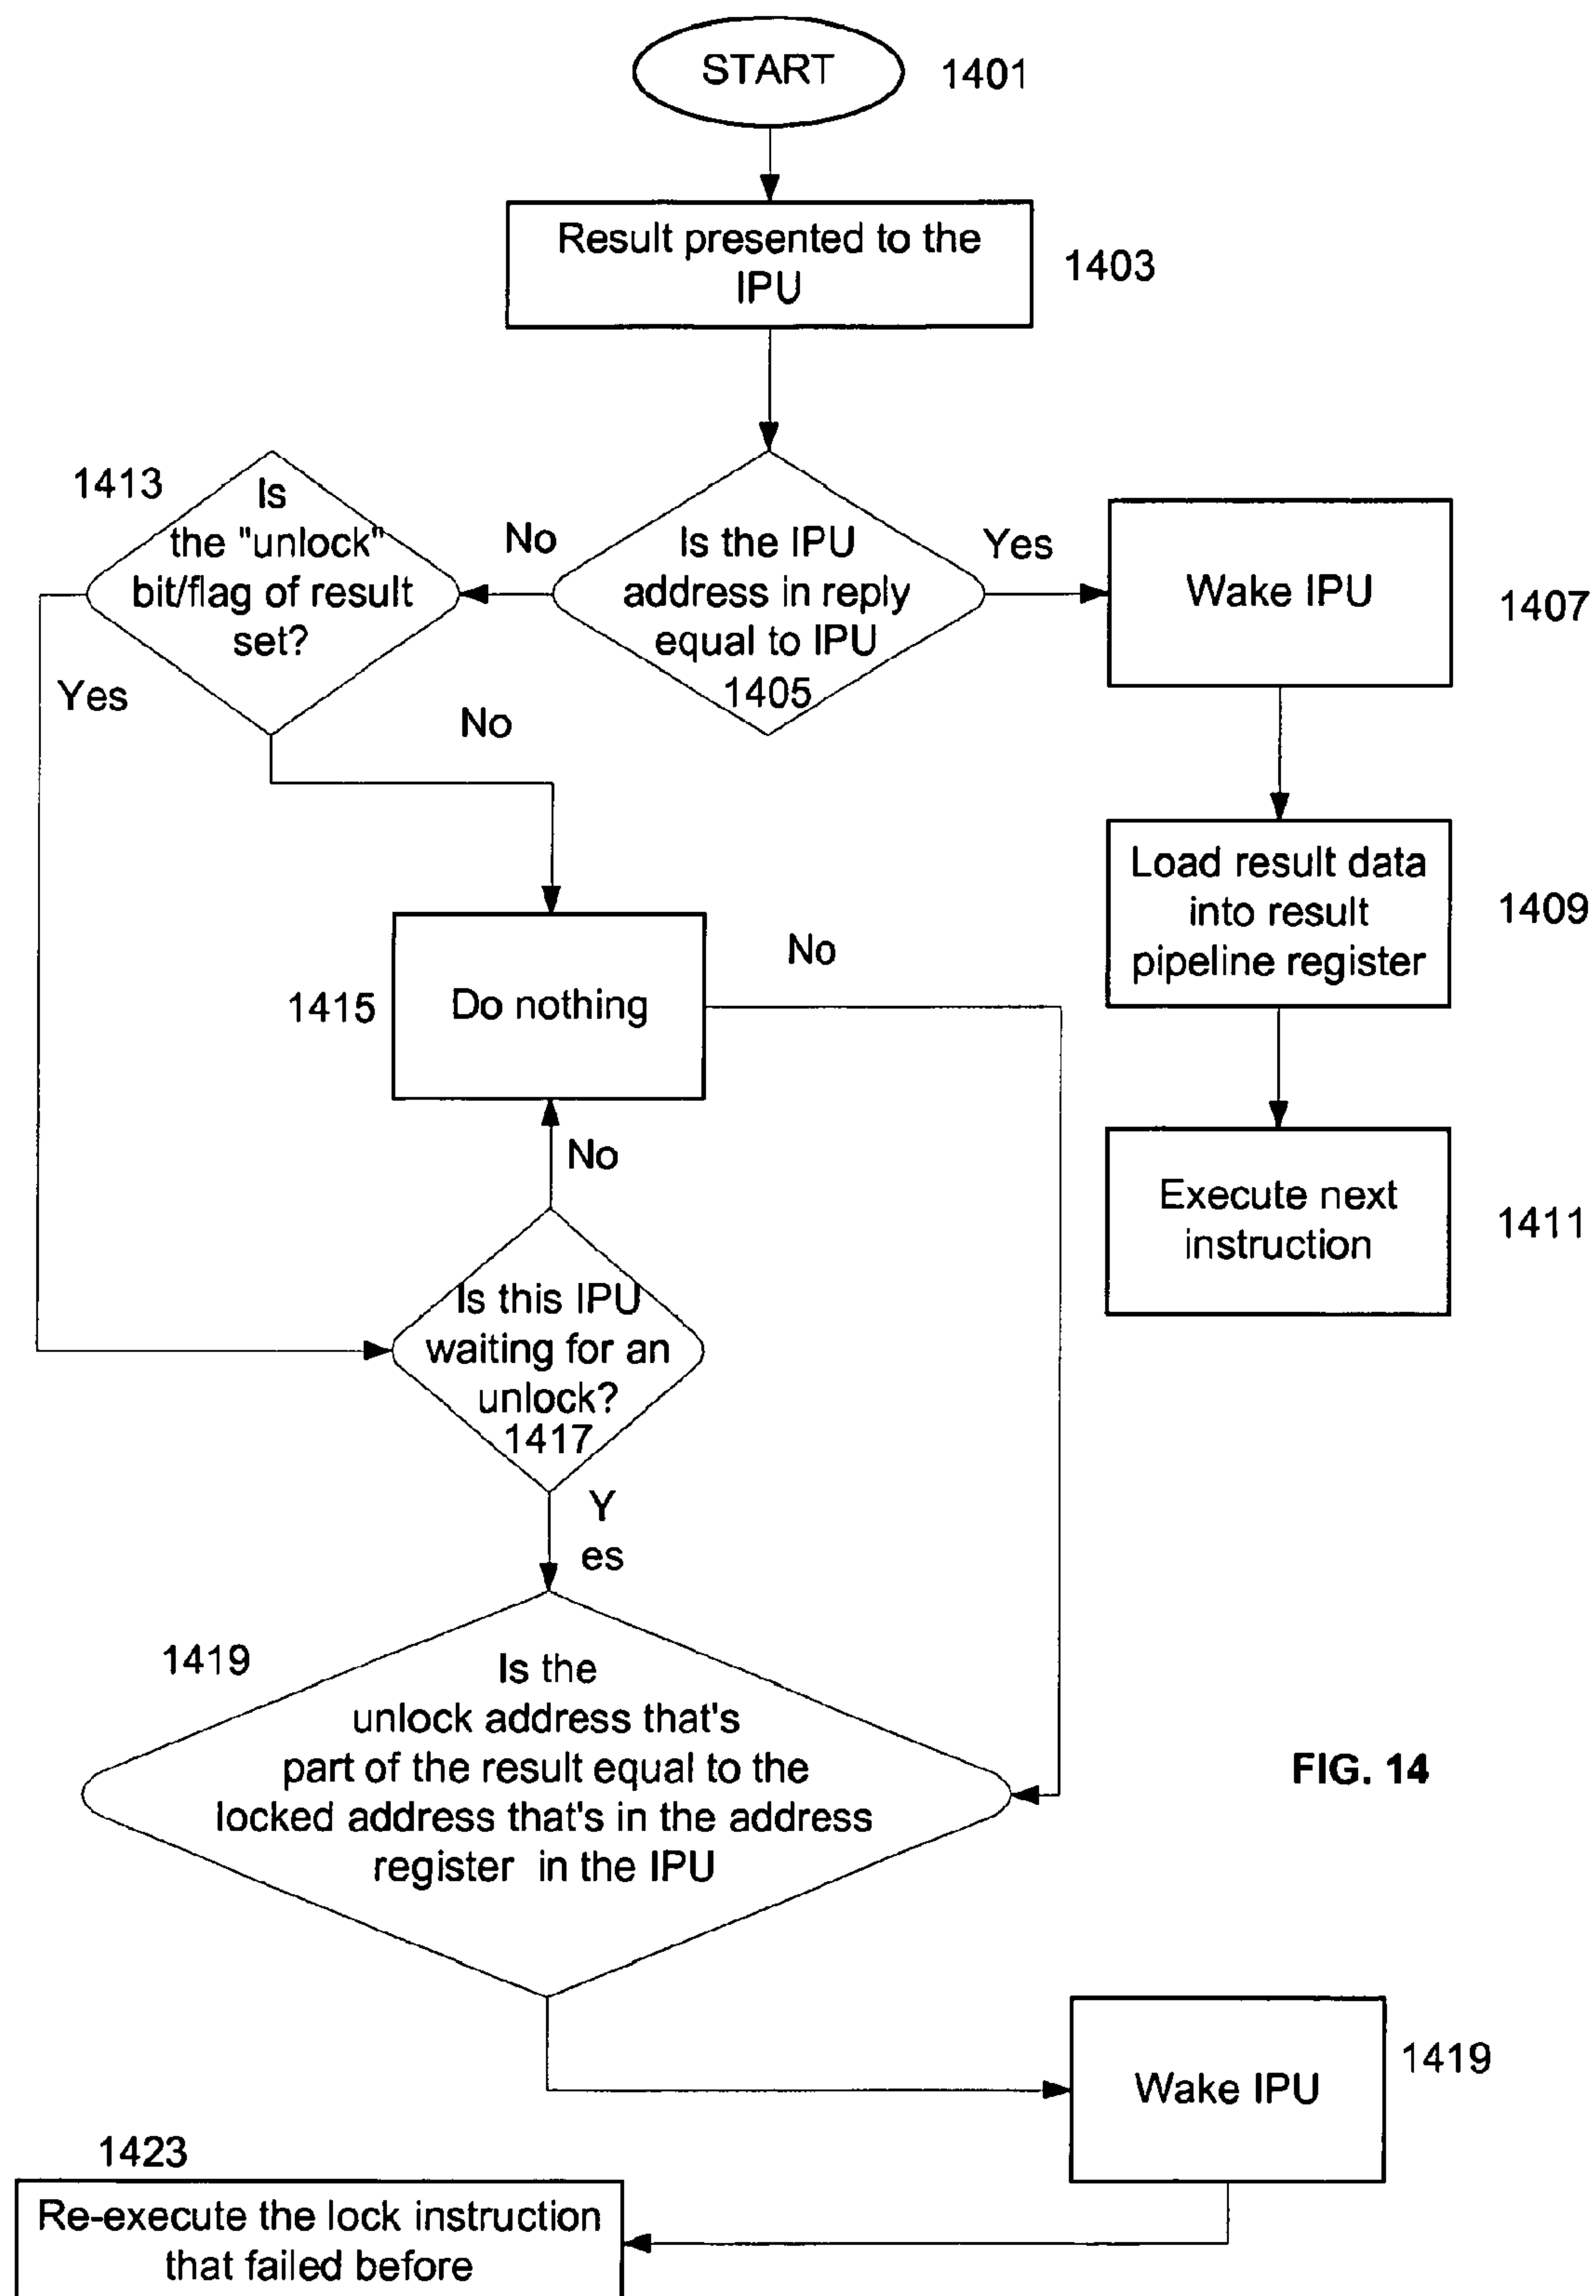 START
1401
Result presented to the
IPU
1403
1413
Is
the "unlock"
bit/flag of result
set?
No
Is the IPU
address in reply
equal to IPU
1405
Yes
Wake IPU
1407
Yes
No
Load result data
into result
pipeline register
1409
No
1415
Do nothing
No
Execute next
instruction
1411
Is this IPU
waiting for an
unlock?
1417
Y
es
1419
Is the
unlock address that's
part of the result equal to the
locked address that's in the address
register in the IPU
FIG. 14
Wake IPU
1419
1423
Re-execute the lock instruction
that failed before